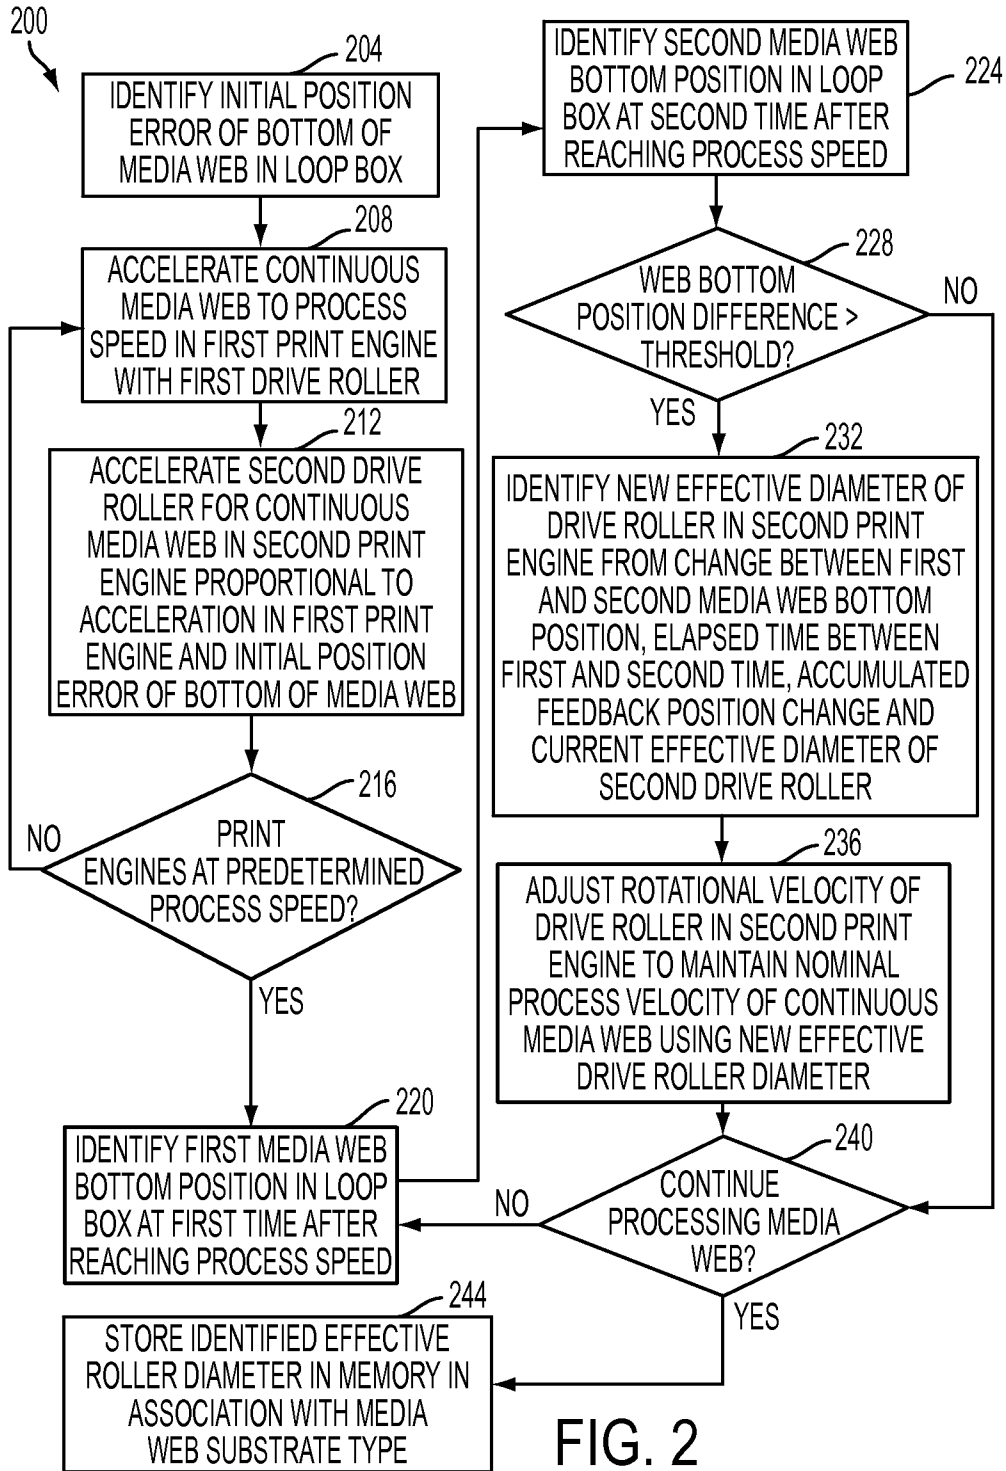 200
204
IDENTIFY INITIAL POSITION
ERROR OF BOTTOM OF
MEDIA WEB IN LOOP BOX
208
ACCELERATE CONTINUOUS
MEDIA WEB TO PROCESS
SPEED IN FIRST PRINT ENGINE
WITH FIRST DRIVE ROLLER
212
ACCELERATE SECOND DRIVE
ROLLER FOR CONTINUOUS
MEDIA WEB IN SECOND PRINT
ENGINE PROPORTIONAL TO
ACCELERATION IN FIRST PRINT
ENGINE AND INITIAL POSITION
ERROR OF BOTTOM OF MEDIA WEB
216
NO
PRINT
ENGINES AT PREDETERMINED
PROCESS SPEED?
YES
220
IDENTIFY FIRST MEDIA WEB
BOTTOM POSITION IN LOOP
BOX AT FIRST TIME AFTER
REACHING PROCESS SPEED
224
IDENTIFY SECOND MEDIA WEB
BOTTOM POSITION IN LOOP
BOX AT SECOND TIME AFTER
REACHING PROCESS SPEED
228
WEB BOTTOM
POSITION DIFFERENCE >
THRESHOLD?
NO
YES
232
IDENTIFY NEW EFFECTIVE DIAMETER OF
DRIVE ROLLER IN SECOND PRINT
ENGINE FROM CHANGE BETWEEN FIRST
AND SECOND MEDIA WEB BOTTOM
POSITION, ELAPSED TIME BETWEEN
FIRST AND SECOND TIME, ACCUMULATED
FEEDBACK POSITION CHANGE AND
CURRENT EFFECTIVE DIAMETER OF
SECOND DRIVE ROLLER
236
ADJUST ROTATIONAL VELOCITY OF
DRIVE ROLLER IN SECOND PRINT
ENGINE TO MAINTAIN NOMINAL
PROCESS VELOCITY OF CONTINUOUS
MEDIA WEB USING NEW EFFECTIVE
DRIVE ROLLER DIAMETER
240
CONTINUE
PROCESSING MEDIA
WEB?
NO
YES
244
STORE IDENTIFIED EFFECTIVE
ROLLER DIAMETER IN MEMORY IN
ASSOCIATION WITH MEDIA
WEB SUBSTRATE TYPE
FIG. 2